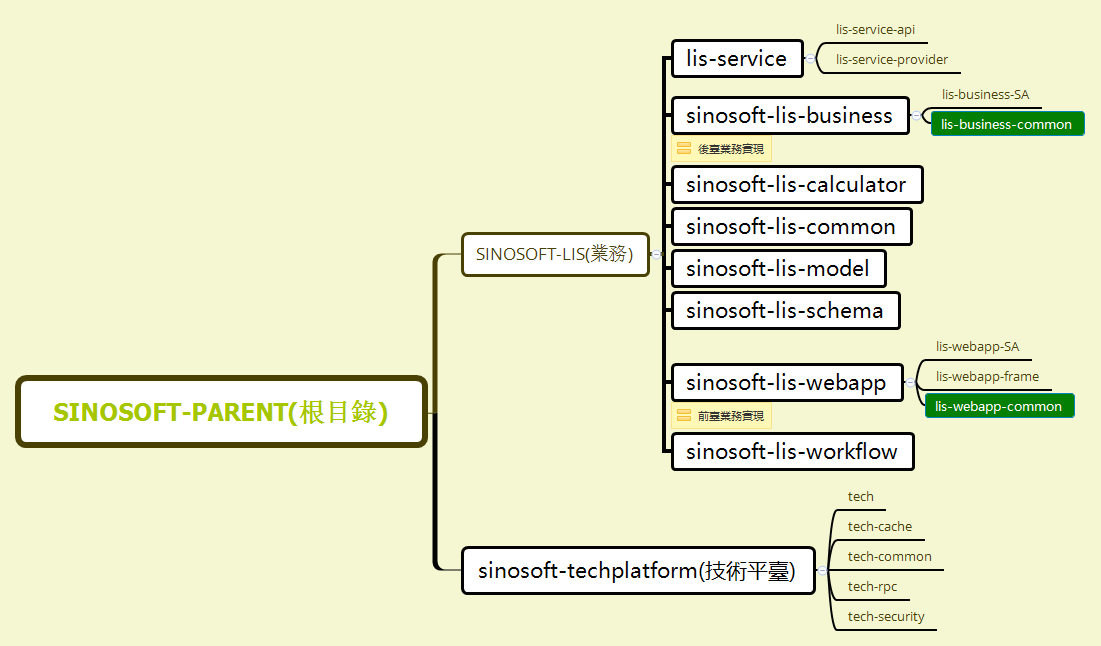 SINOSOFT-PARENT(根目錄)
SINOSOFT-LIS(業務)
lis-service
lis-service-api
lis-service-provider
sinosoft-lis-business
lis-business-SA
lis-business-common
後臺業務實現
sinosoft-lis-calculator
sinosoft-lis-common
sinosoft-lis-model
sinosoft-lis-schema
sinosoft-lis-webapp
lis-webapp-SA
lis-webapp-frame
lis-webapp-common
前臺業務實現
sinosoft-lis-workflow
sinosoft-techplatform(技術平臺)
tech
tech-cache
tech-common
tech-rpc
tech-security